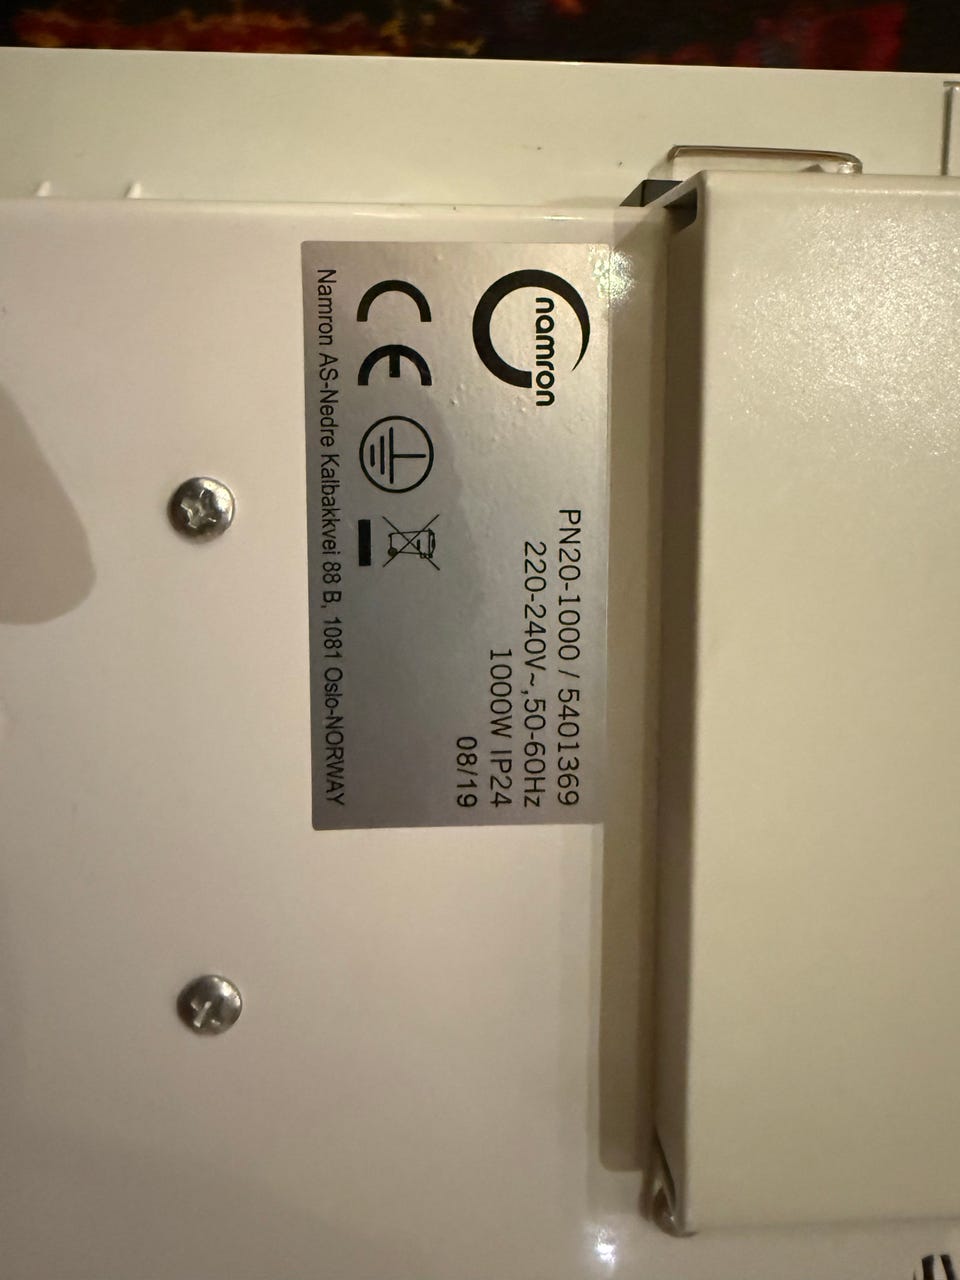 namron
PN20-1000 / 5401369
220-240V~,50-60Hz
1000W IP24
08/19
CE
Namron AS-Nedre Kalbakkvei 88 B, 1081 Oslo-NORWAY